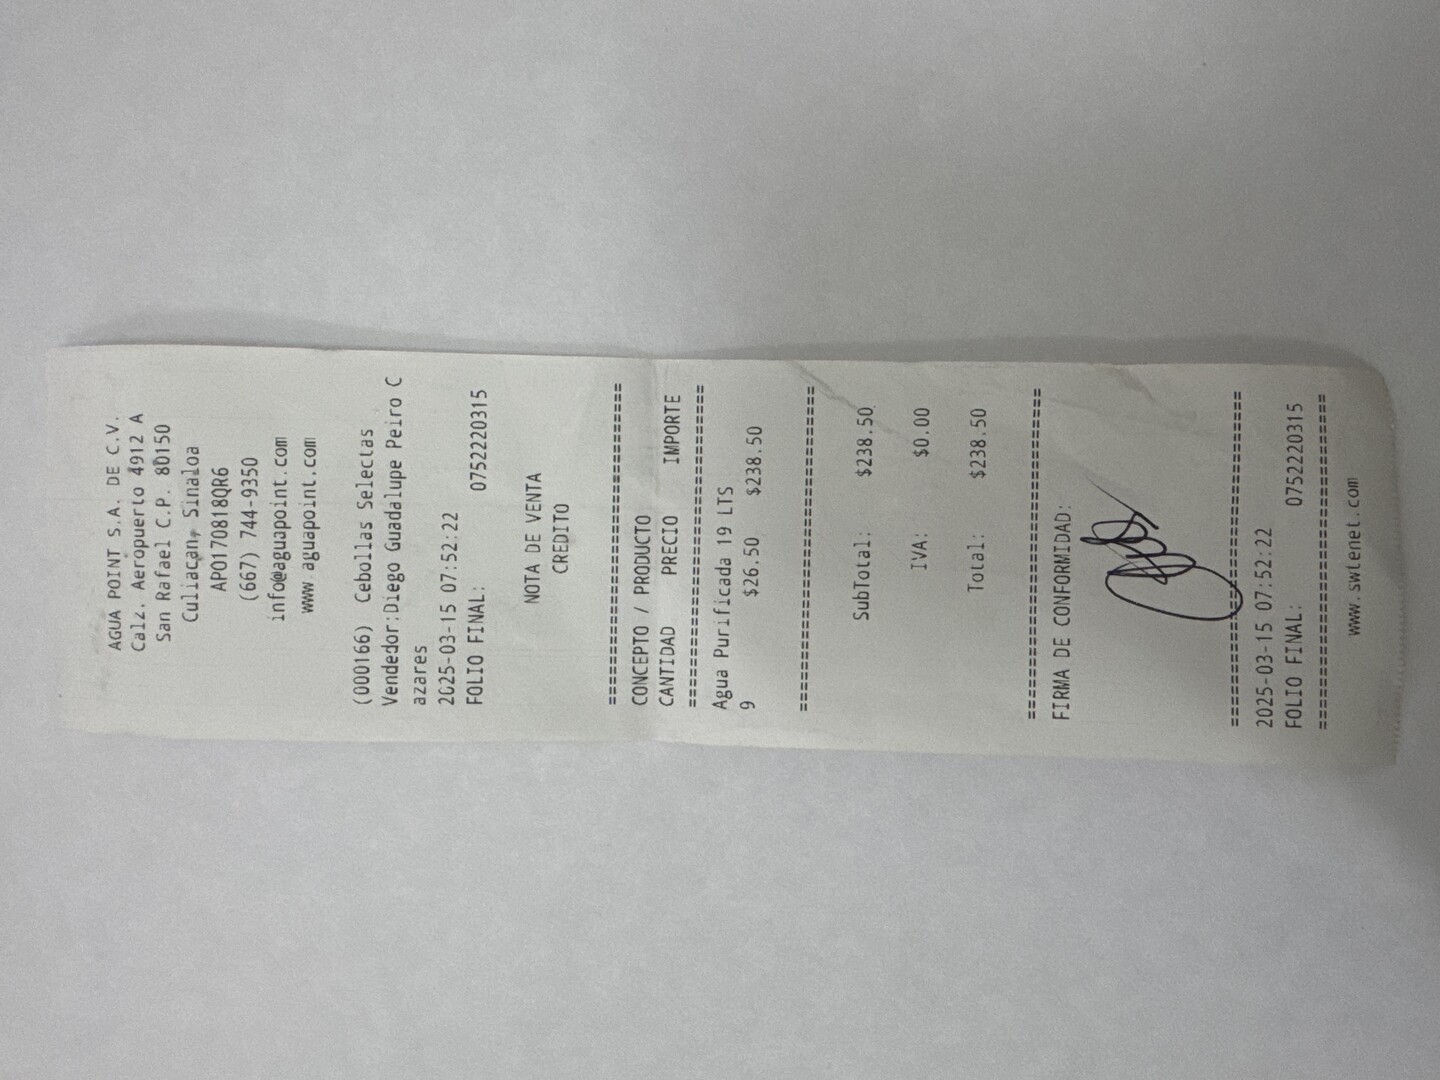 AGUA POINT S.A. DE C.V.
Calz. Aeropuerto 4912 A
San Rafael C.P. 80150
Culiacan, Sinaloa
APO170818QR6
(667) 744-9350
info@aguapoint.com
www aguapoint.com
(000166) Cebollas Selectas
Vendedor:Diego Guadalupe Peiro C
azares
2025-03-15 07:52:22
FOLIO FINAL: 0752220315
NOTA DE VENTA
CREDITO
================================
CONCEPTO / PRODUCTO
CANTIDAD PRECIO IMPORTE
================================
Agua Purificada 19 LTS
9 $26.50 $238.50
================================
SubTotal: $238.50
IVA: $0.00
Total: $238.50
================================
FIRMA DE CONFORMIDAD:
================================
2025-03-15 07:52:22
FOLIO FINAL: 0752220315
================================
www.swlenet.com